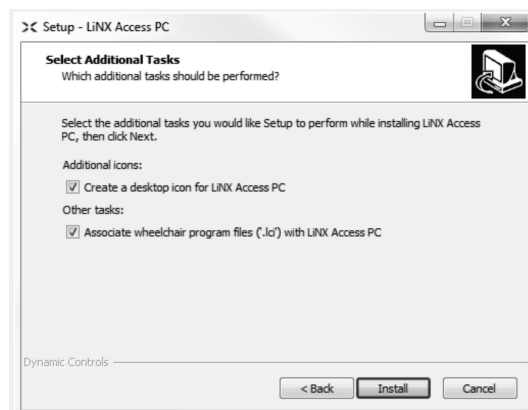 Setup - LiNX Access PC
Select Additional Tasks
Which additional tasks should be performed?
Select the additional tasks you would like Setup to perform while installing LiNX Access
PC, then click Next.
Additional icons:
Create a desktop icon for LiNX Access PC
Other tasks:
Associate wheelchair program files ('.lci') with LiNX Access PC
Dynamic Controls
< Back Install Cancel